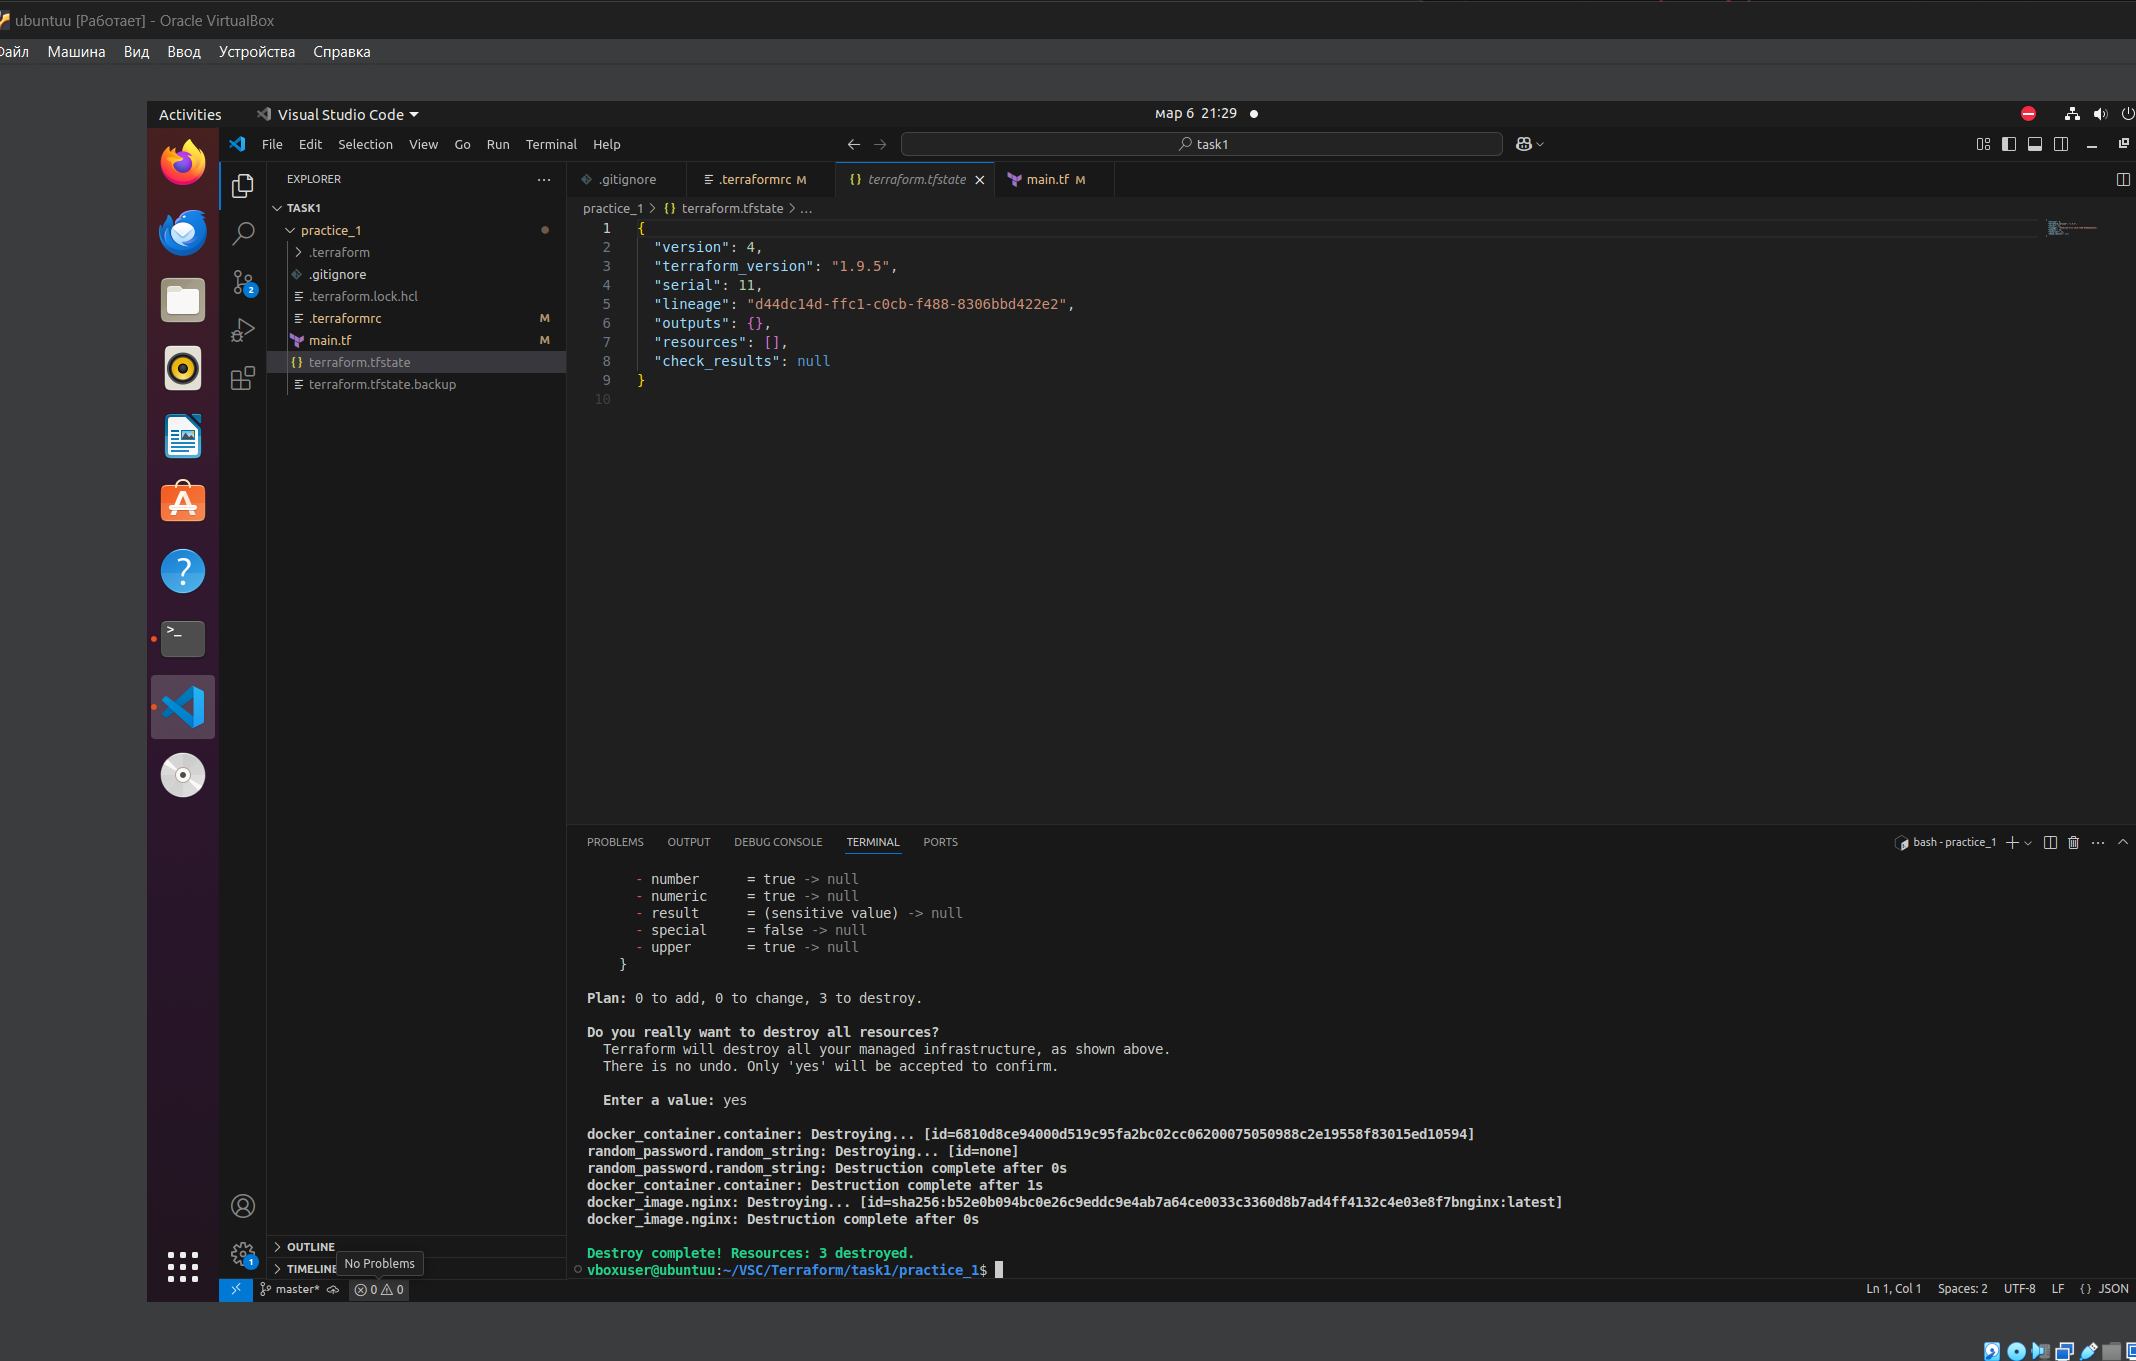 ubuntuu [Работает] - Oracle VirtualBox
Файл Машина Вид Ввод Устройства Справка
Activities Visual Studio Code мар 6 21:29
File Edit Selection View Go Run Terminal Help task1
EXPLORER
.gitignore .terraformrc M {} terraform.tfstate main.tf M
practice_1 > {} terraform.tfstate > ...
TASK1
practice_1
.terraform
.gitignore
.terraform.lock.hcl
.terraformrc M
main.tf M
{} terraform.tfstate
terraform.tfstate.backup
2
1 {
2 "version": 4,
3 "terraform_version": "1.9.5",
4 "serial": 11,
5 "lineage": "d44dc14d-ffc1-c0cb-f488-8306bbd422e2",
6 "outputs": {},
7 "resources": [],
8 "check_results": null
9 }
10
PROBLEMS OUTPUT DEBUG CONSOLE TERMINAL PORTS bash - practice_1
- number = true -> null
- numeric = true -> null
- result = (sensitive value) -> null
- special = false -> null
- upper = true -> null
}
Plan: 0 to add, 0 to change, 3 to destroy.
Do you really want to destroy all resources?
Terraform will destroy all your managed infrastructure, as shown above.
There is no undo. Only 'yes' will be accepted to confirm.
Enter a value: yes
docker_container.container: Destroying... [id=6810d8ce94000d519c95fa2bc02cc06200075050988c2e19558f83015ed10594]
random_password.random_string: Destroying... [id=none]
random_password.random_string: Destruction complete after 0s
docker_container.container: Destruction complete after 1s
docker_image.nginx: Destroying... [id=sha256:b52e0b094bc0e26c9eddc9e4ab7a64ce0033c3360d8b7ad4ff4132c4e03e8f7bnginx:latest]
docker_image.nginx: Destruction complete after 0s
Destroy complete! Resources: 3 destroyed.
vboxuser@ubuntuu:~/VSC/Terraform/task1/practice_1$
OUTLINE
TIMELINE
No Problems
1
master* 0 0 Ln 1, Col 1 Spaces: 2 UTF-8 LF {} JSON